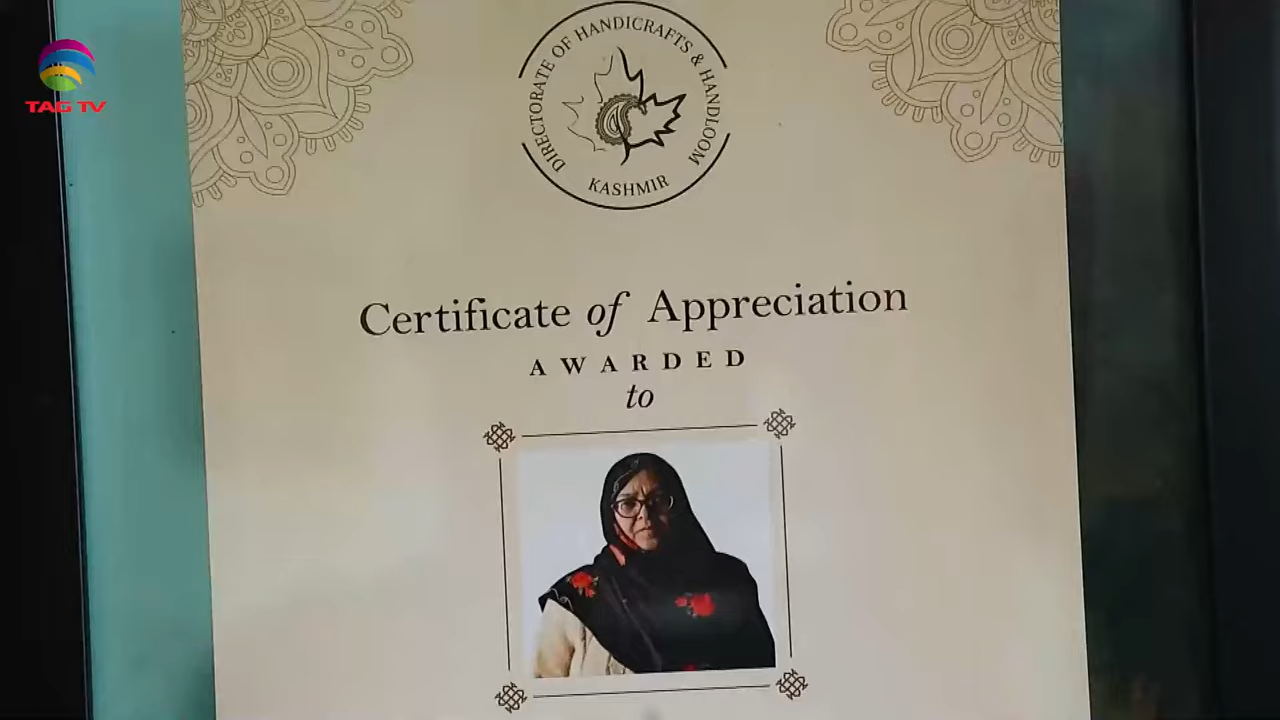 TAG TV
DIRECTORATE OF HANDICRAFTS & HANDLOOM
KASHMIR
Certificate of Appreciation
AWARDED
to